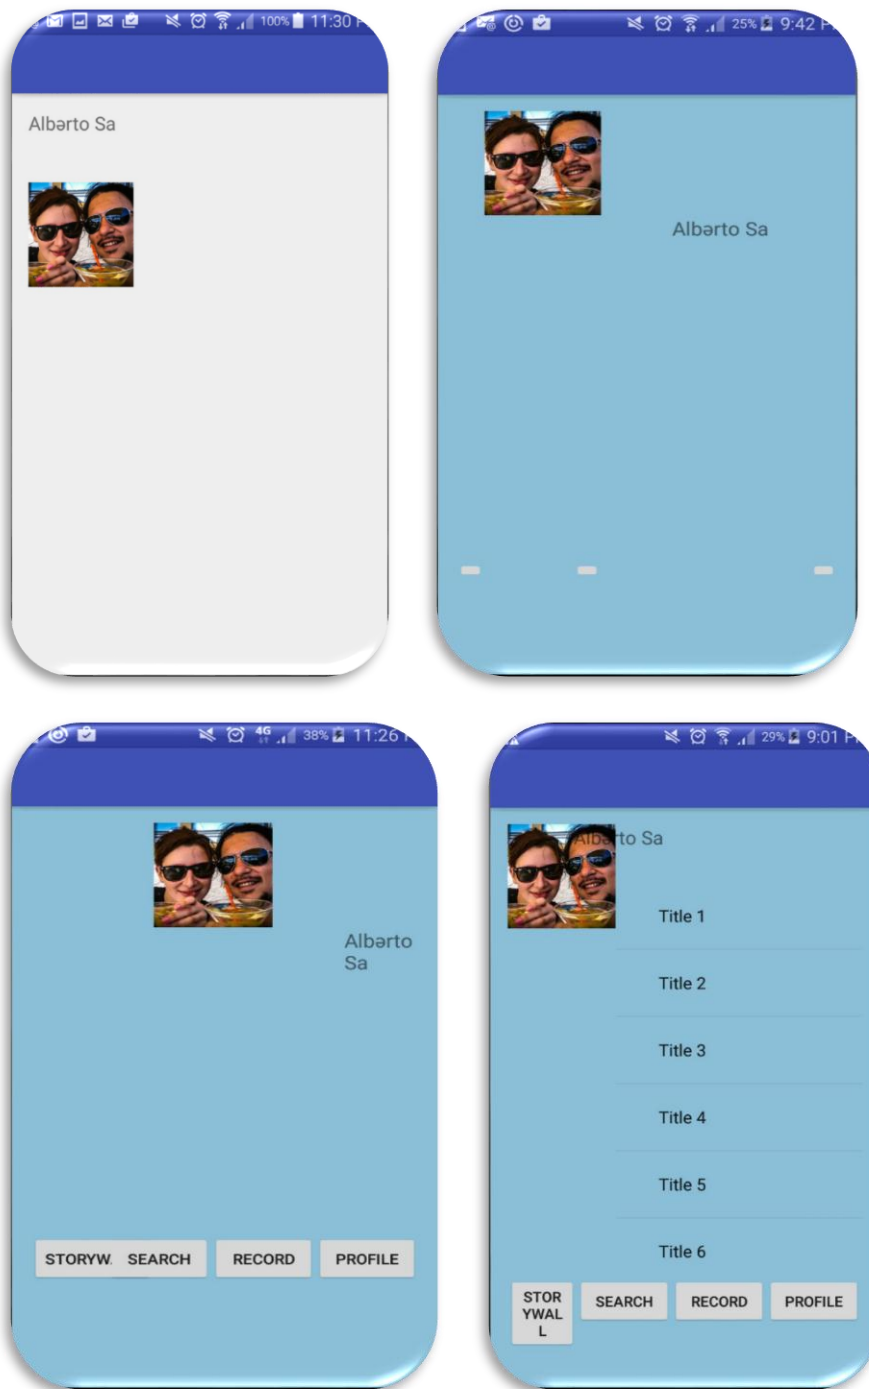 100% 11:30 P
Albərto Sa
25% 9:42 P
Albərto Sa
4G 38% 11:26
Albərto
Sa
29% 9:01 P
Albərto Sa
Title 1
Title 2
Title 3
Title 4
Title 5
Title 6
STORYW. SEARCH RECORD PROFILE
STOR
YWAL
L
SEARCH RECORD PROFILE